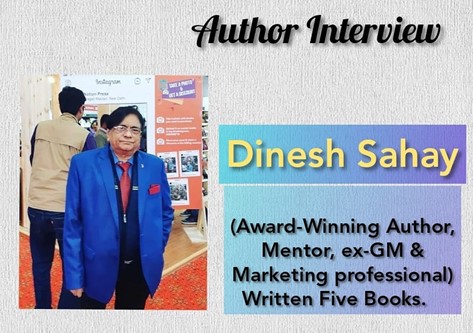 Author Interview
Instagram
Dinesh Sahay
(Award-Winning Author,
Mentor, ex-GM &
Marketing professional)
Written Five Books.